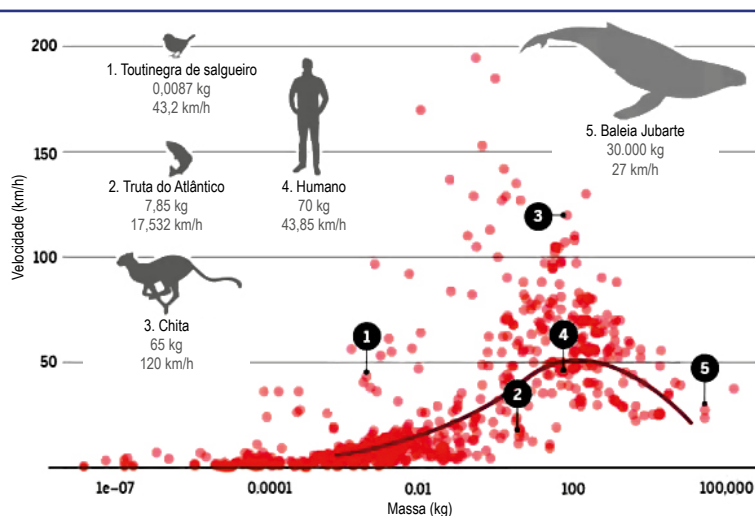 200
150
100
50
0
Velocidade (km/h)
1. Toutinegra de salgueiro
0,0087 kg
43,2 km/h
2. Truta do Atlântico
7,85 kg
17,532 km/h
3. Chita
65 kg
120 km/h
4. Humano
70 kg
43,85 km/h
5. Baleia Jubarte
30.000 kg
27 km/h
1
2
3
4
5
1e-07
0.0001
0.01
100
100,000
Massa (kg)